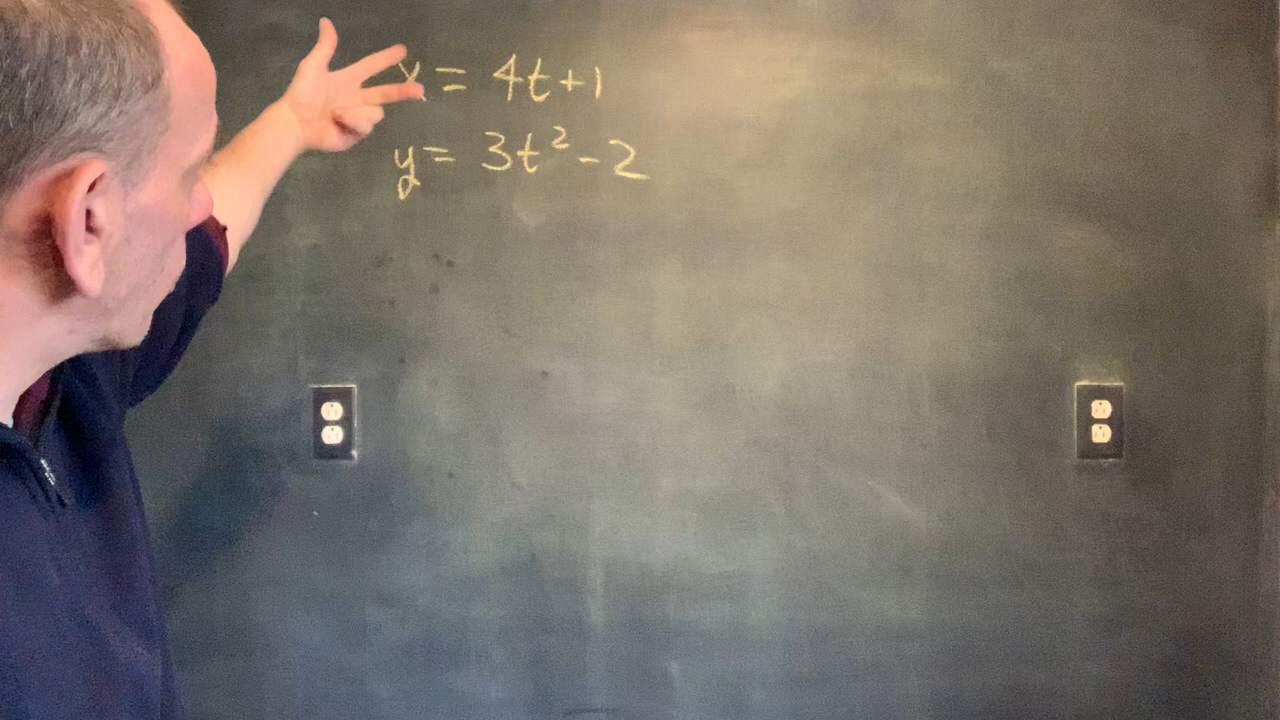 x = 4t+1
y = 3t²-2